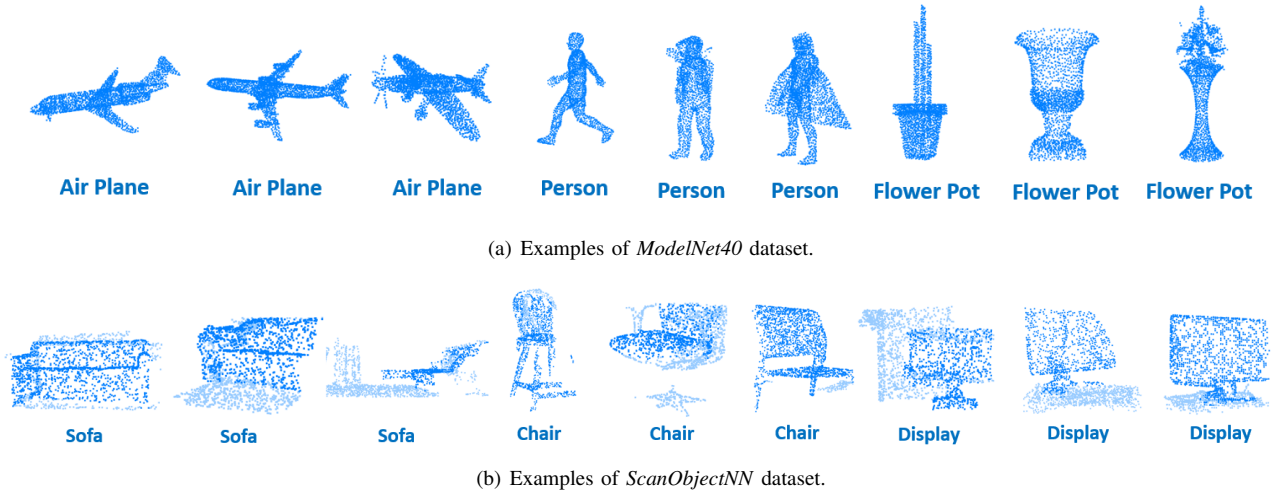 Air Plane Air Plane Air Plane Person Person Person Flower Pot Flower Pot Flower Pot
(a) Examples of ModelNet40 dataset.
Sofa Sofa Sofa Chair Chair Chair Display Display Display
(b) Examples of ScanObjectNN dataset.